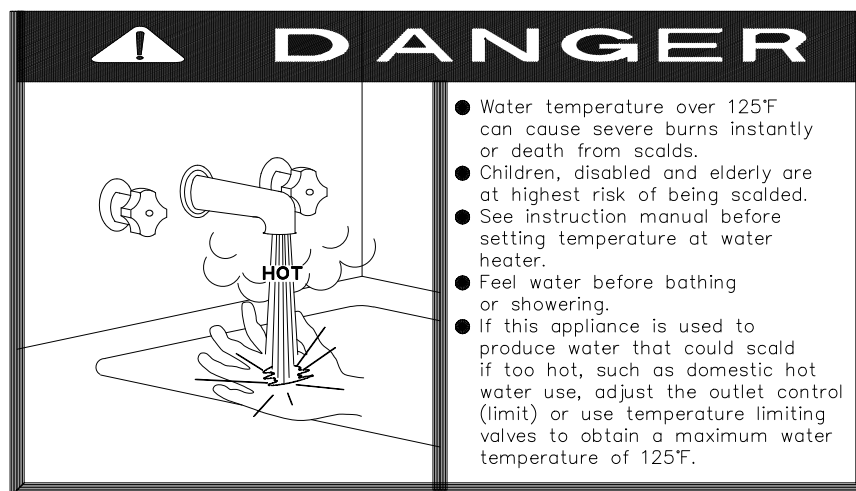 DANGER
HOT
● Water temperature over 125°F
can cause severe burns instantly
or death from scalds.
● Children, disabled and elderly are
at highest risk of being scalded.
● See instruction manual before
setting temperature at water
heater.
● Feel water before bathing
or showering.
● If this appliance is used to
produce water that could scald
if too hot, such as domestic hot
water use, adjust the outlet control
(limit) or use temperature limiting
valves to obtain a maximum water
temperature of 125°F.